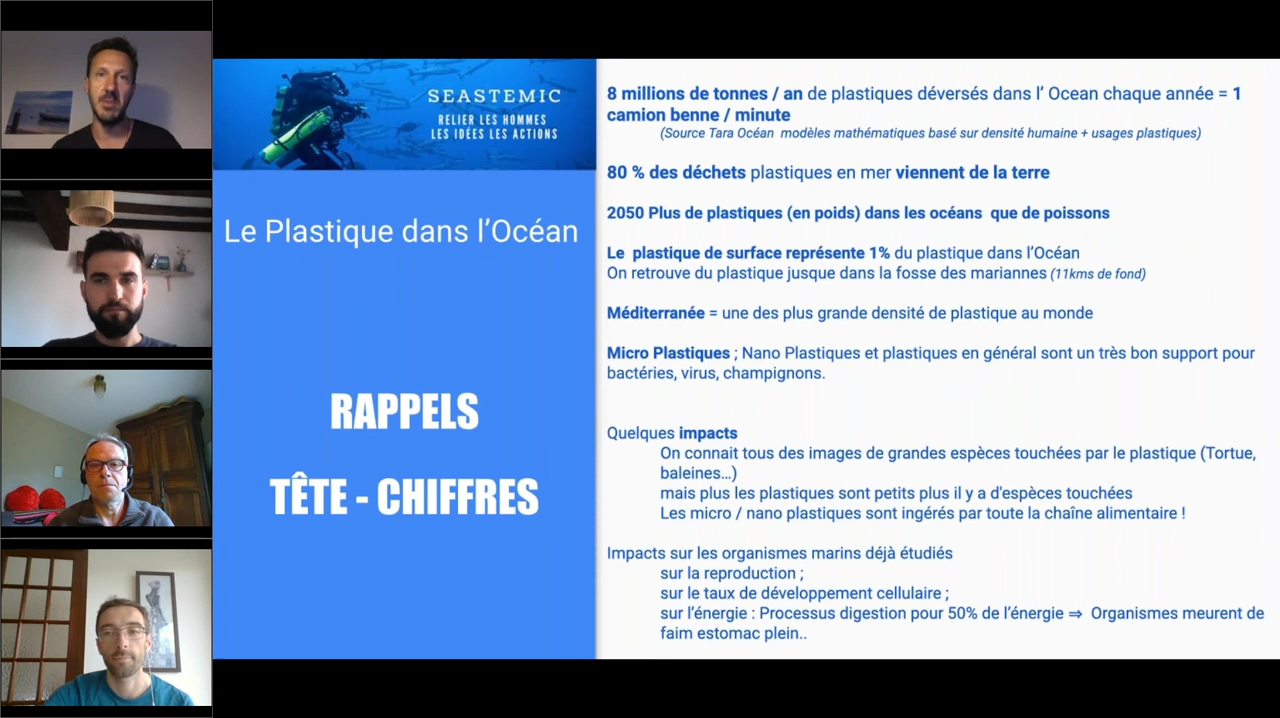 SEASTEMIC
RELIER LES HOMMES
LES IDÉES LES ACTIONS
Le Plastique dans l'Océan
RAPPELS
TÊTE - CHIFFRES
8 millions de tonnes / an de plastiques déversés dans l' Ocean chaque année = 1
camion benne / minute
(Source Tara Océan modèles mathématiques basé sur densité humaine + usages plastiques)
80 % des déchets plastiques en mer viennent de la terre
2050 Plus de plastiques (en poids) dans les océans que de poissons
Le plastique de surface représente 1% du plastique dans l'Océan
On retrouve du plastique jusque dans la fosse des mariannes (11kms de fond)
Méditerranée = une des plus grande densité de plastique au monde
Micro Plastiques ; Nano Plastiques et plastiques en général sont un très bon support pour
bactéries, virus, champignons.
Quelques impacts
On connait tous des images de grandes espèces touchées par le plastique (Tortue,
baleines...)
mais plus les plastiques sont petits plus il y a d'espèces touchées
Les micro / nano plastiques sont ingérés par toute la chaîne alimentaire !
Impacts sur les organismes marins déjà étudiés
sur la reproduction ;
sur le taux de développement cellulaire ;
sur l'énergie : Processus digestion pour 50% de l'énergie ⇒ Organismes meurent de
faim estomac plein..